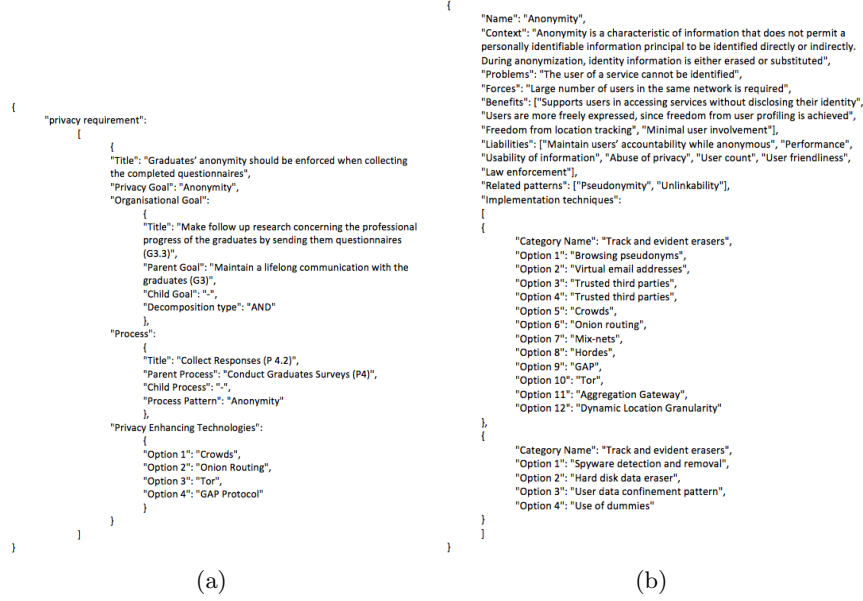 {
"privacy requirement":
[
{
"Title": "Graduates' anonymity should be enforced when collecting
the completed questionnaires",
"Privacy Goal": "Anonymity",
"Organisational Goal":
{
"Title": "Make follow up research concerning the professional
progress of the graduates by sending them questionnaires
(G3.3)",
"Parent Goal": "Maintain a lifelong communication with the
graduates (G3)",
"Child Goal": "-",
"Decomposition type": "AND"
},
"Process":
{
"Title": "Collect Responses (P 4.2)",
"Parent Process": "Conduct Graduates Surveys (P4)",
"Child Process": "-",
"Process Pattern": "Anonymity"
},
"Privacy Enhancing Technologies":
{
"Option 1": "Crowds",
"Option 2": "Onion Routing",
"Option 3": "Tor",
"Option 4": "GAP Protocol"
}
}
]
}
(a)
{
"Name": "Anonymity",
"Context": "Anonymity is a characteristic of information that does not permit a
personally identifiable information principal to be identified directly or indirectly.
During anonymization, identity information is either erased or substituted",
"Problems": "The user of a service cannot be identified",
"Forces": "Large number of users in the same network is required",
"Benefits": ["Supports users in accessing services without disclosing their identity",
"Users are more freely expressed, since freedom from user profiling is achieved",
"Freedom from location tracking", "Minimal user involvement"],
"Liabilities": ["Maintain users' accountability while anonymous", "Performance",
"Usability of information", "Abuse of privacy", "User count", "User friendliness",
"Law enforcement"],
"Related patterns": ["Pseudonymity", "Unlinkability"],
"Implementation techniques":
[
{
"Category Name": "Track and evident erasers",
"Option 1": "Browsing pseudonyms",
"Option 2": "Virtual email addresses",
"Option 3": "Trusted third parties",
"Option 4": "Trusted third parties",
"Option 5": "Crowds",
"Option 6": "Onion routing",
"Option 7": "Mix-nets",
"Option 8": "Hordes",
"Option 9": "GAP",
"Option 10": "Tor",
"Option 11": "Aggregation Gateway",
"Option 12": "Dynamic Location Granularity"
},
{
"Category Name": "Track and evident erasers",
"Option 1": "Spyware detection and removal",
"Option 2": "Hard disk data eraser",
"Option 3": "User data confinement pattern",
"Option 4": "Use of dummies"
}
]
}
(b)